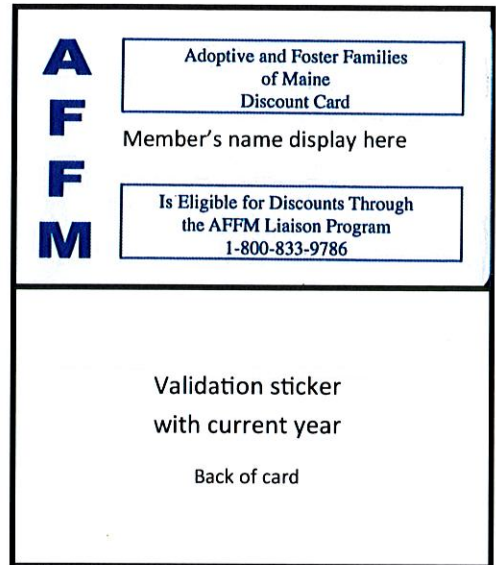 AFFM
Adoptive and Foster Families
of Maine
Discount Card
Member's name display here
Is Eligible for Discounts Through
the AFFM Liaison Program
1-800-833-9786
Validation sticker
with current year
Back of card